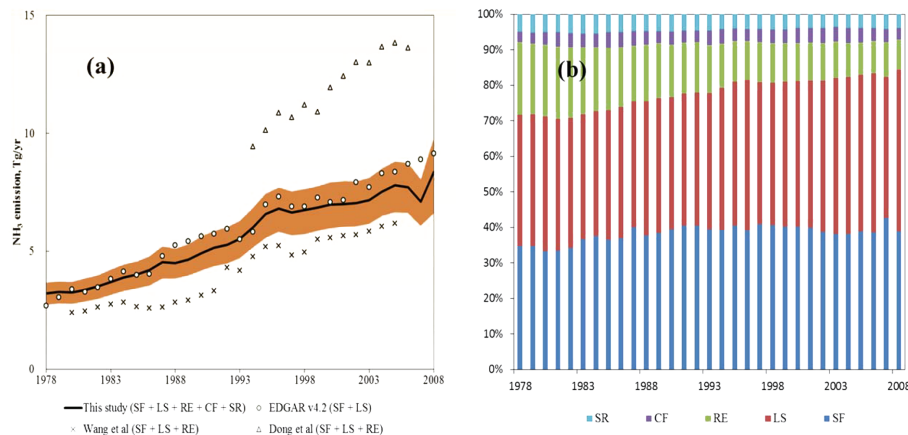 15
(a)
10
NH3 emission, Tg/yr
5
0
1978 1983 1988 1993 1998 2003 2008
This study (SF + LS + RE + CF + SR)
EDGAR v4.2 (SF + LS)
Wang et al (SF + LS + RE)
Dong et al (SF + LS + RE)
100%
90%
(b)
80%
70%
60%
50%
40%
30%
20%
10%
0%
1978 1983 1988 1993 1998 2003 2008
SR CF RE LS SF